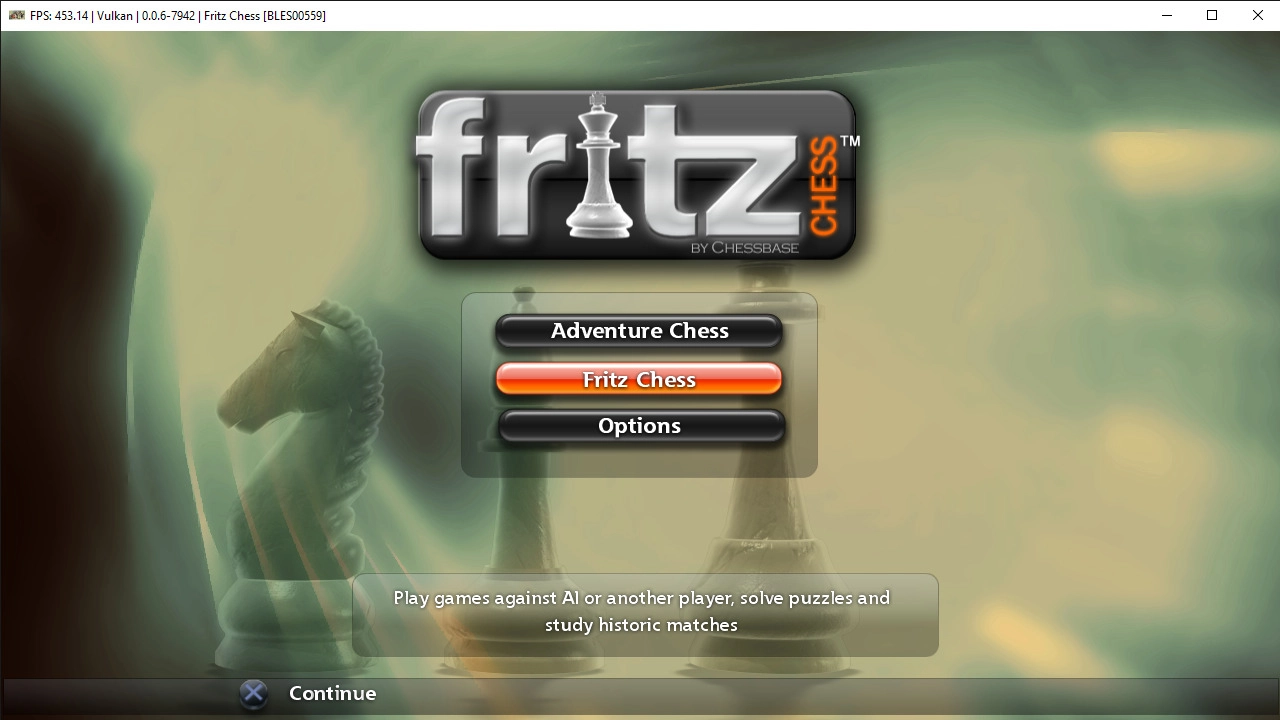 FPS: 453.14 | Vulkan | 0.0.6-7942 | Fritz Chess [BLES00559]
fritz
CHESS
TM
BY CHESSBASE
Adventure Chess
Fritz Chess
Options
Play games against AI or another player, solve puzzles and
study historic matches
Continue